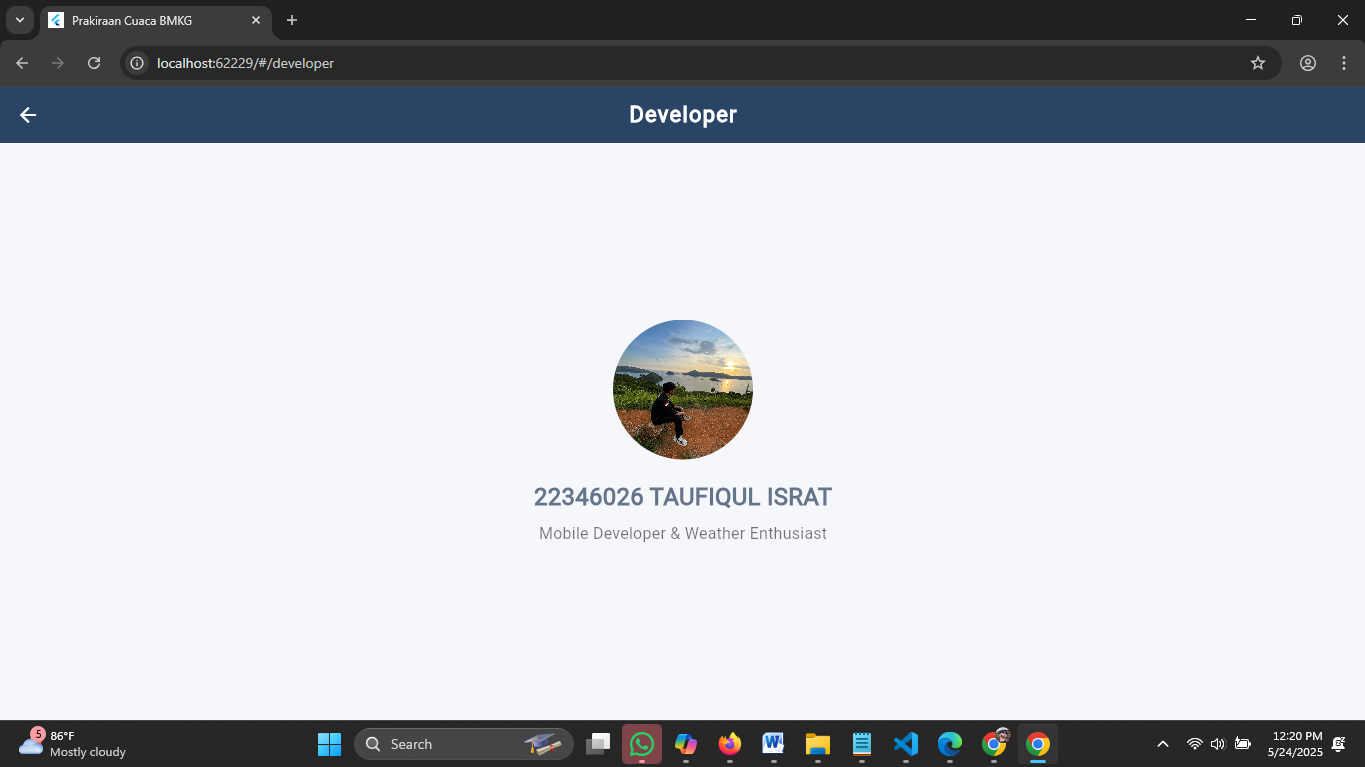 Prakiraan Cuaca BMKG
localhost:62229/#/developer
Developer
22346026 TAUFIQUL ISRAT
Mobile Developer & Weather Enthusiast
5
86°F
Mostly cloudy
Search
12:20 PM
5/24/2025